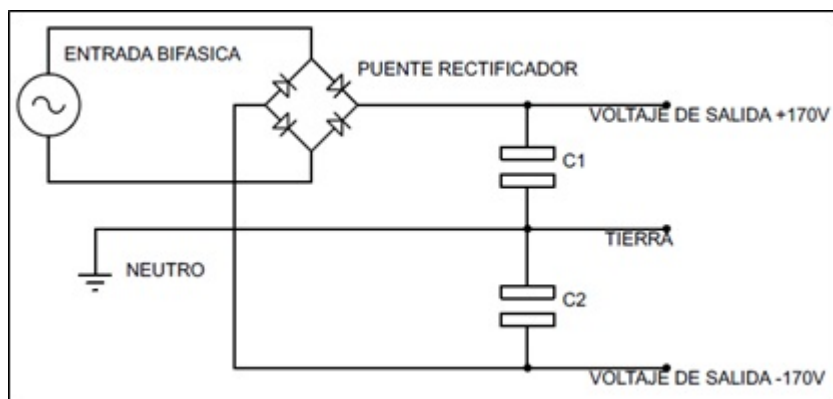 ENTRADA BIFASICA
PUENTE RECTIFICADOR
VOLTAJE DE SALIDA +170V
C1
TIERRA
NEUTRO
C2
VOLTAJE DE SALIDA -170V